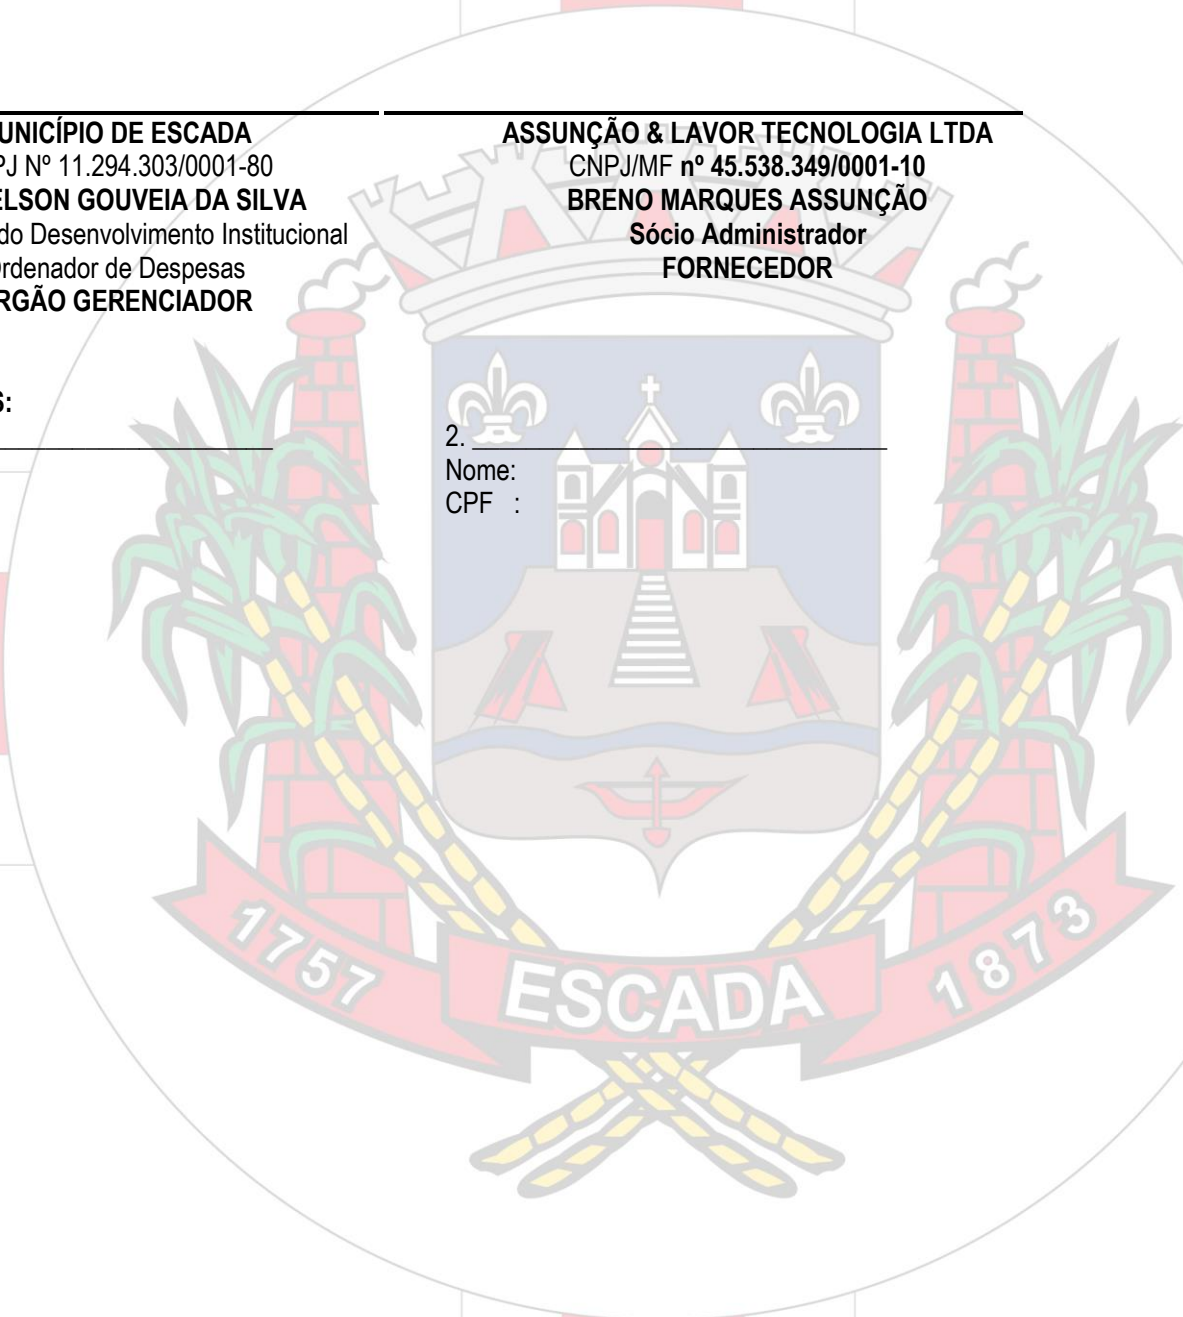 UNICÍPIO DE ESCADA
PJ Nº 11.294.303/0001-80
ELSON GOUVEIA DA SILVA
do Desenvolvimento Institucional
rdenador de Despesas
RGÃO GERENCIADOR
ASSUNÇÃO & LAVOR TECNOLOGIA LTDA
CNPJ/MF nº 45.538.349/0001-10
BRENO MARQUES ASSUNÇÃO
Sócio Administrador
FORNECEDOR
S:
2. ______________________________
Nome:
CPF :
1757
ESCADA
1873